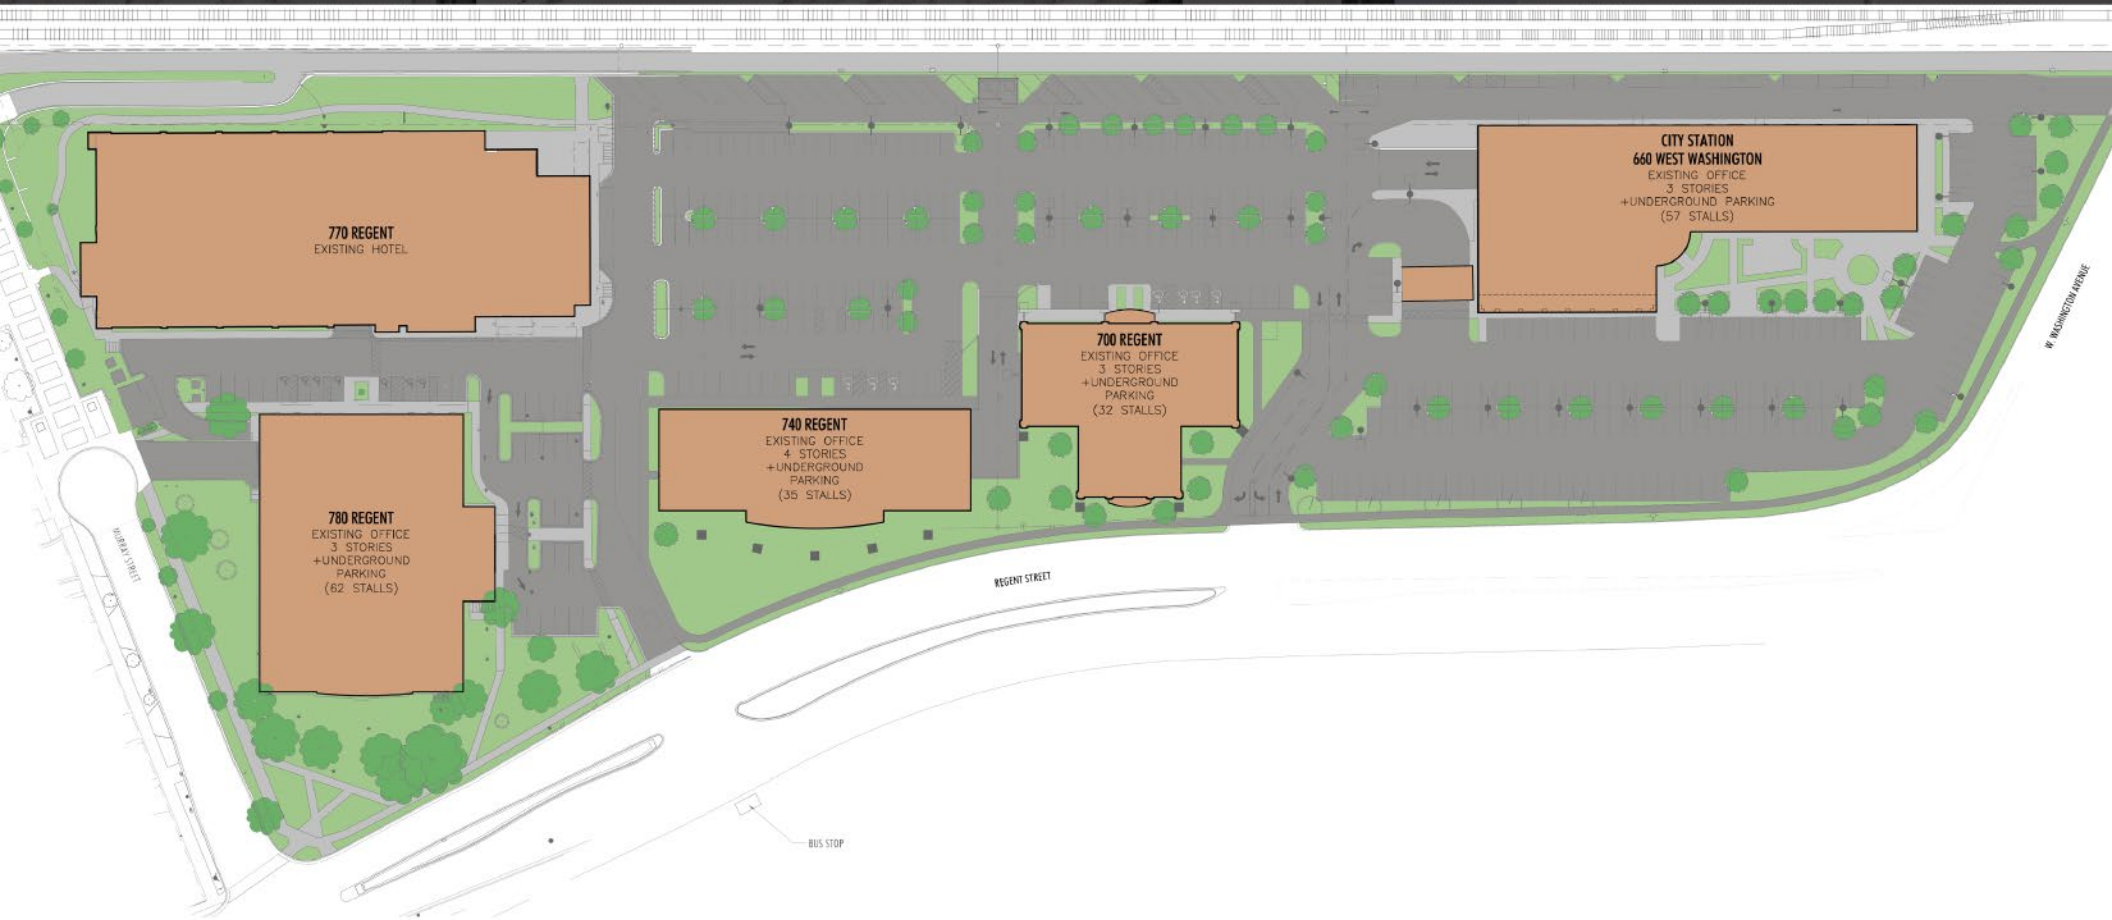 CITY STATION
660 WEST WASHINGTON
EXISTING OFFICE
3 STORIES
+UNDERGROUND PARKING
(57 STALLS)
770 REGENT
EXISTING HOTEL
700 REGENT
EXISTING OFFICE
3 STORIES
+UNDERGROUND
PARKING
(32 STALLS)
740 REGENT
EXISTING OFFICE
4 STORIES
+UNDERGROUND
PARKING
(35 STALLS)
780 REGENT
EXISTING OFFICE
3 STORIES
+UNDERGROUND
PARKING
(62 STALLS)
W. WASHINGTON AVENUE
MURRAY STREET
REGENT STREET
BUS STOP